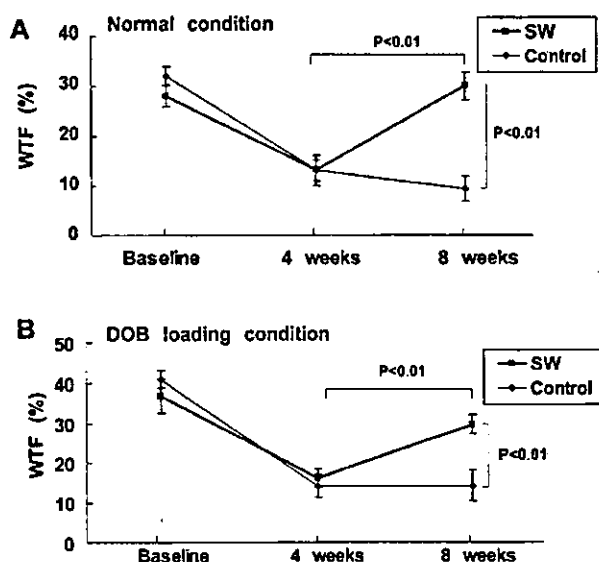 A Normal condition
SW
Control
P<0.01
P<0.01
WTF (%)
40
30
20
10
0
Baseline 4 weeks 8 weeks
B DOB loading condition
SW
Control
P<0.01
P<0.01
WTF (%)
50
40
30
20
10
0
Baseline 4 weeks 8 weeks